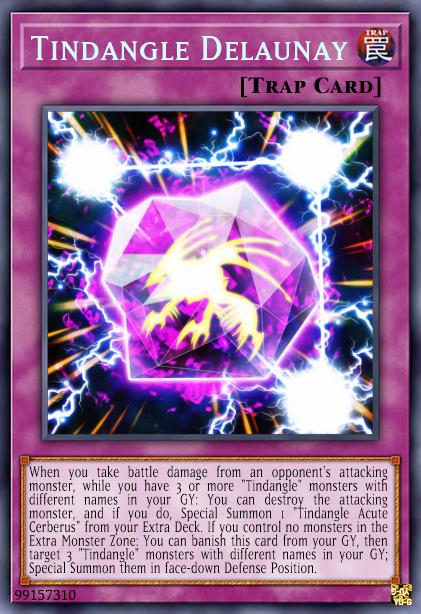 Tindangle Delaunay
TRAP
罠
[Trap Card]
When you take battle damage from an opponent's attacking
monster, while you have 3 or more "Tindangle" monsters with
different names in your GY: You can destroy the attacking
monster, and if you do, Special Summon 1 "Tindangle Acute
Cerberus" from your Extra Deck. If you control no monsters in the
Extra Monster Zone: You can banish this card from your GY, then
target 3 "Tindangle" monsters with different names in your GY;
Special Summon them in face-down Defense Position.
99157310